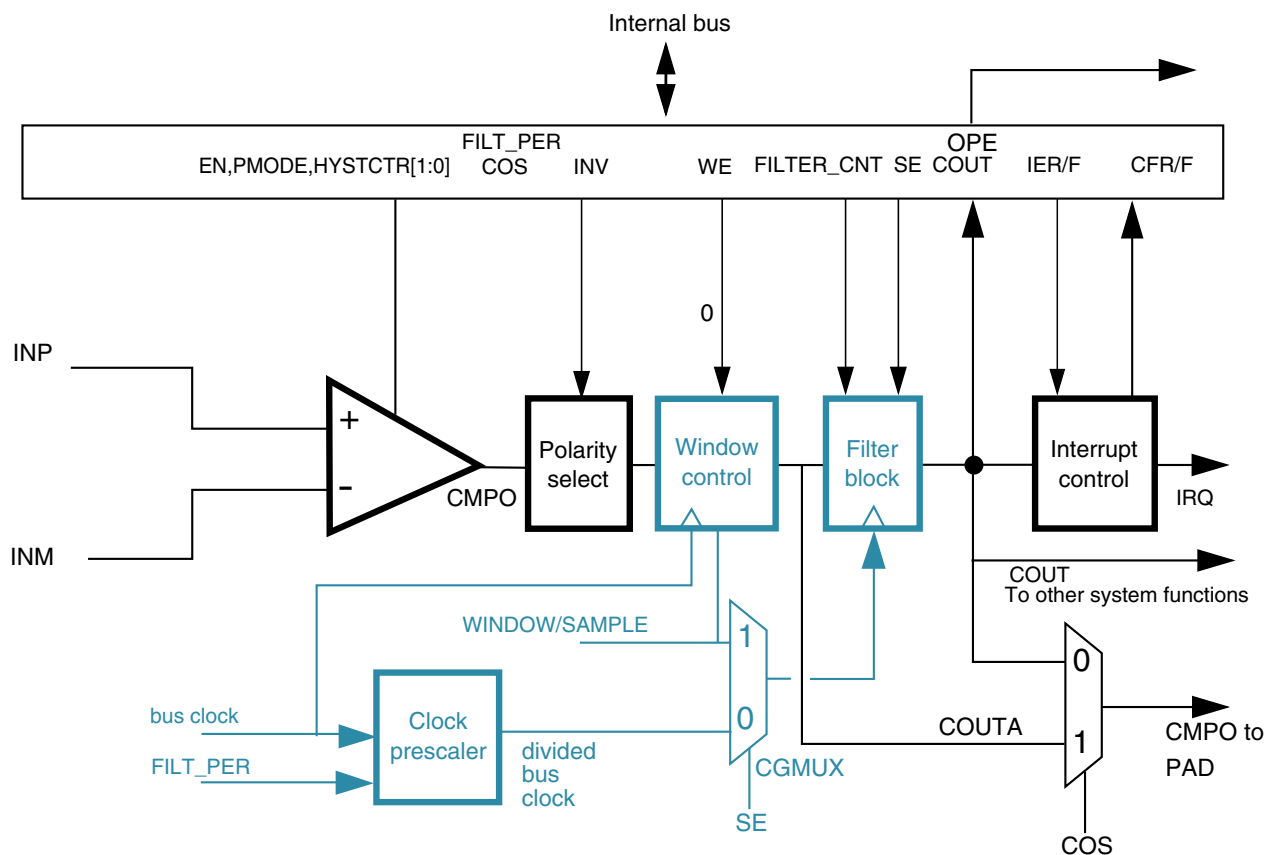 Internal bus
FILT_PER
OPE
EN,PMODE,HYSTCTR[1:0]
COS
INV
WE
FILTER_CNT
SE
COUT
IER/F
CFR/F
0
INP
INM
+
-
CMPO
Polarity
select
Window
control
Filter
block
Interrupt
control
IRQ
COUT
To other system functions
WINDOW/SAMPLE
1
0
CGMUX
SE
bus clock
FILT_PER
Clock
prescaler
divided
bus
clock
COUTA
0
1
CMPO to
PAD
COS